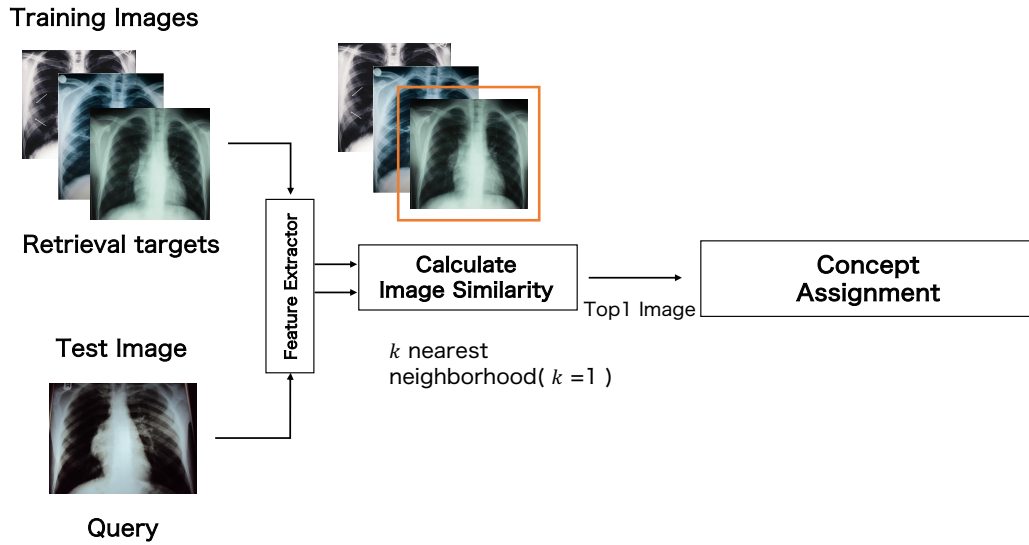 Training Images
Retrieval targets
Feature Extractor
Calculate
Image Similarity
Top1 Image
Concept
Assignment
k nearest
neighborhood( k =1 )
Test Image
Query